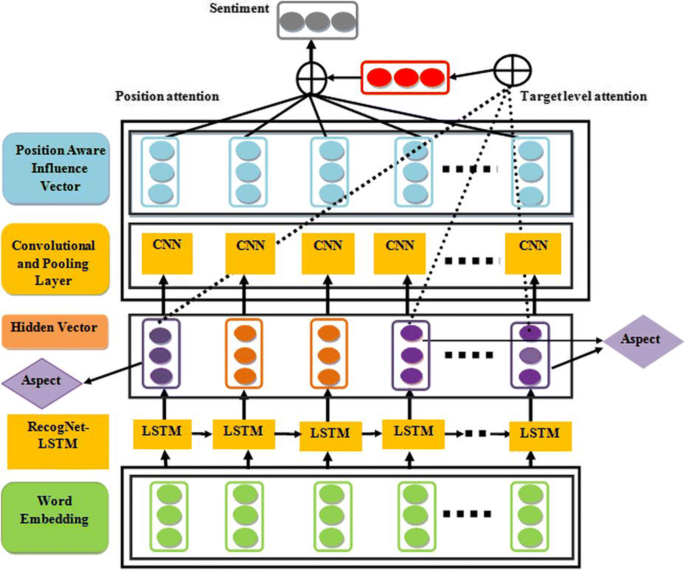 Sentiment
Position attention
Target level attention
Position Aware
Influence
Vector
Convolutional
and Pooling
Layer
CNN CNN CNN CNN CNN
Hidden Vector
Aspect
Aspect
RecogNet-
LSTM
LSTM LSTM LSTM LSTM LSTM
Word
Embedding